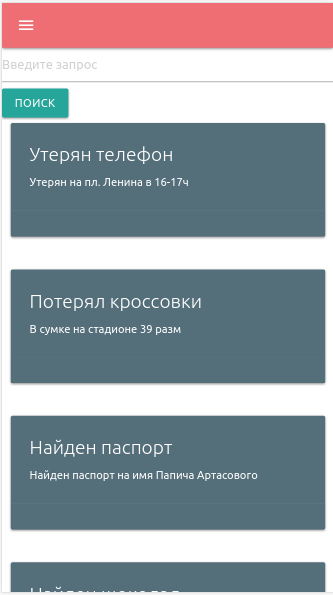 Введите запрос
ПОИСК
Утерян телефон
Утерян на пл. Ленина в 16-17ч
Потерял кроссовки
В сумке на стадионе 39 разм
Найден паспорт
Найден паспорт на имя Папича Артасового
Найден